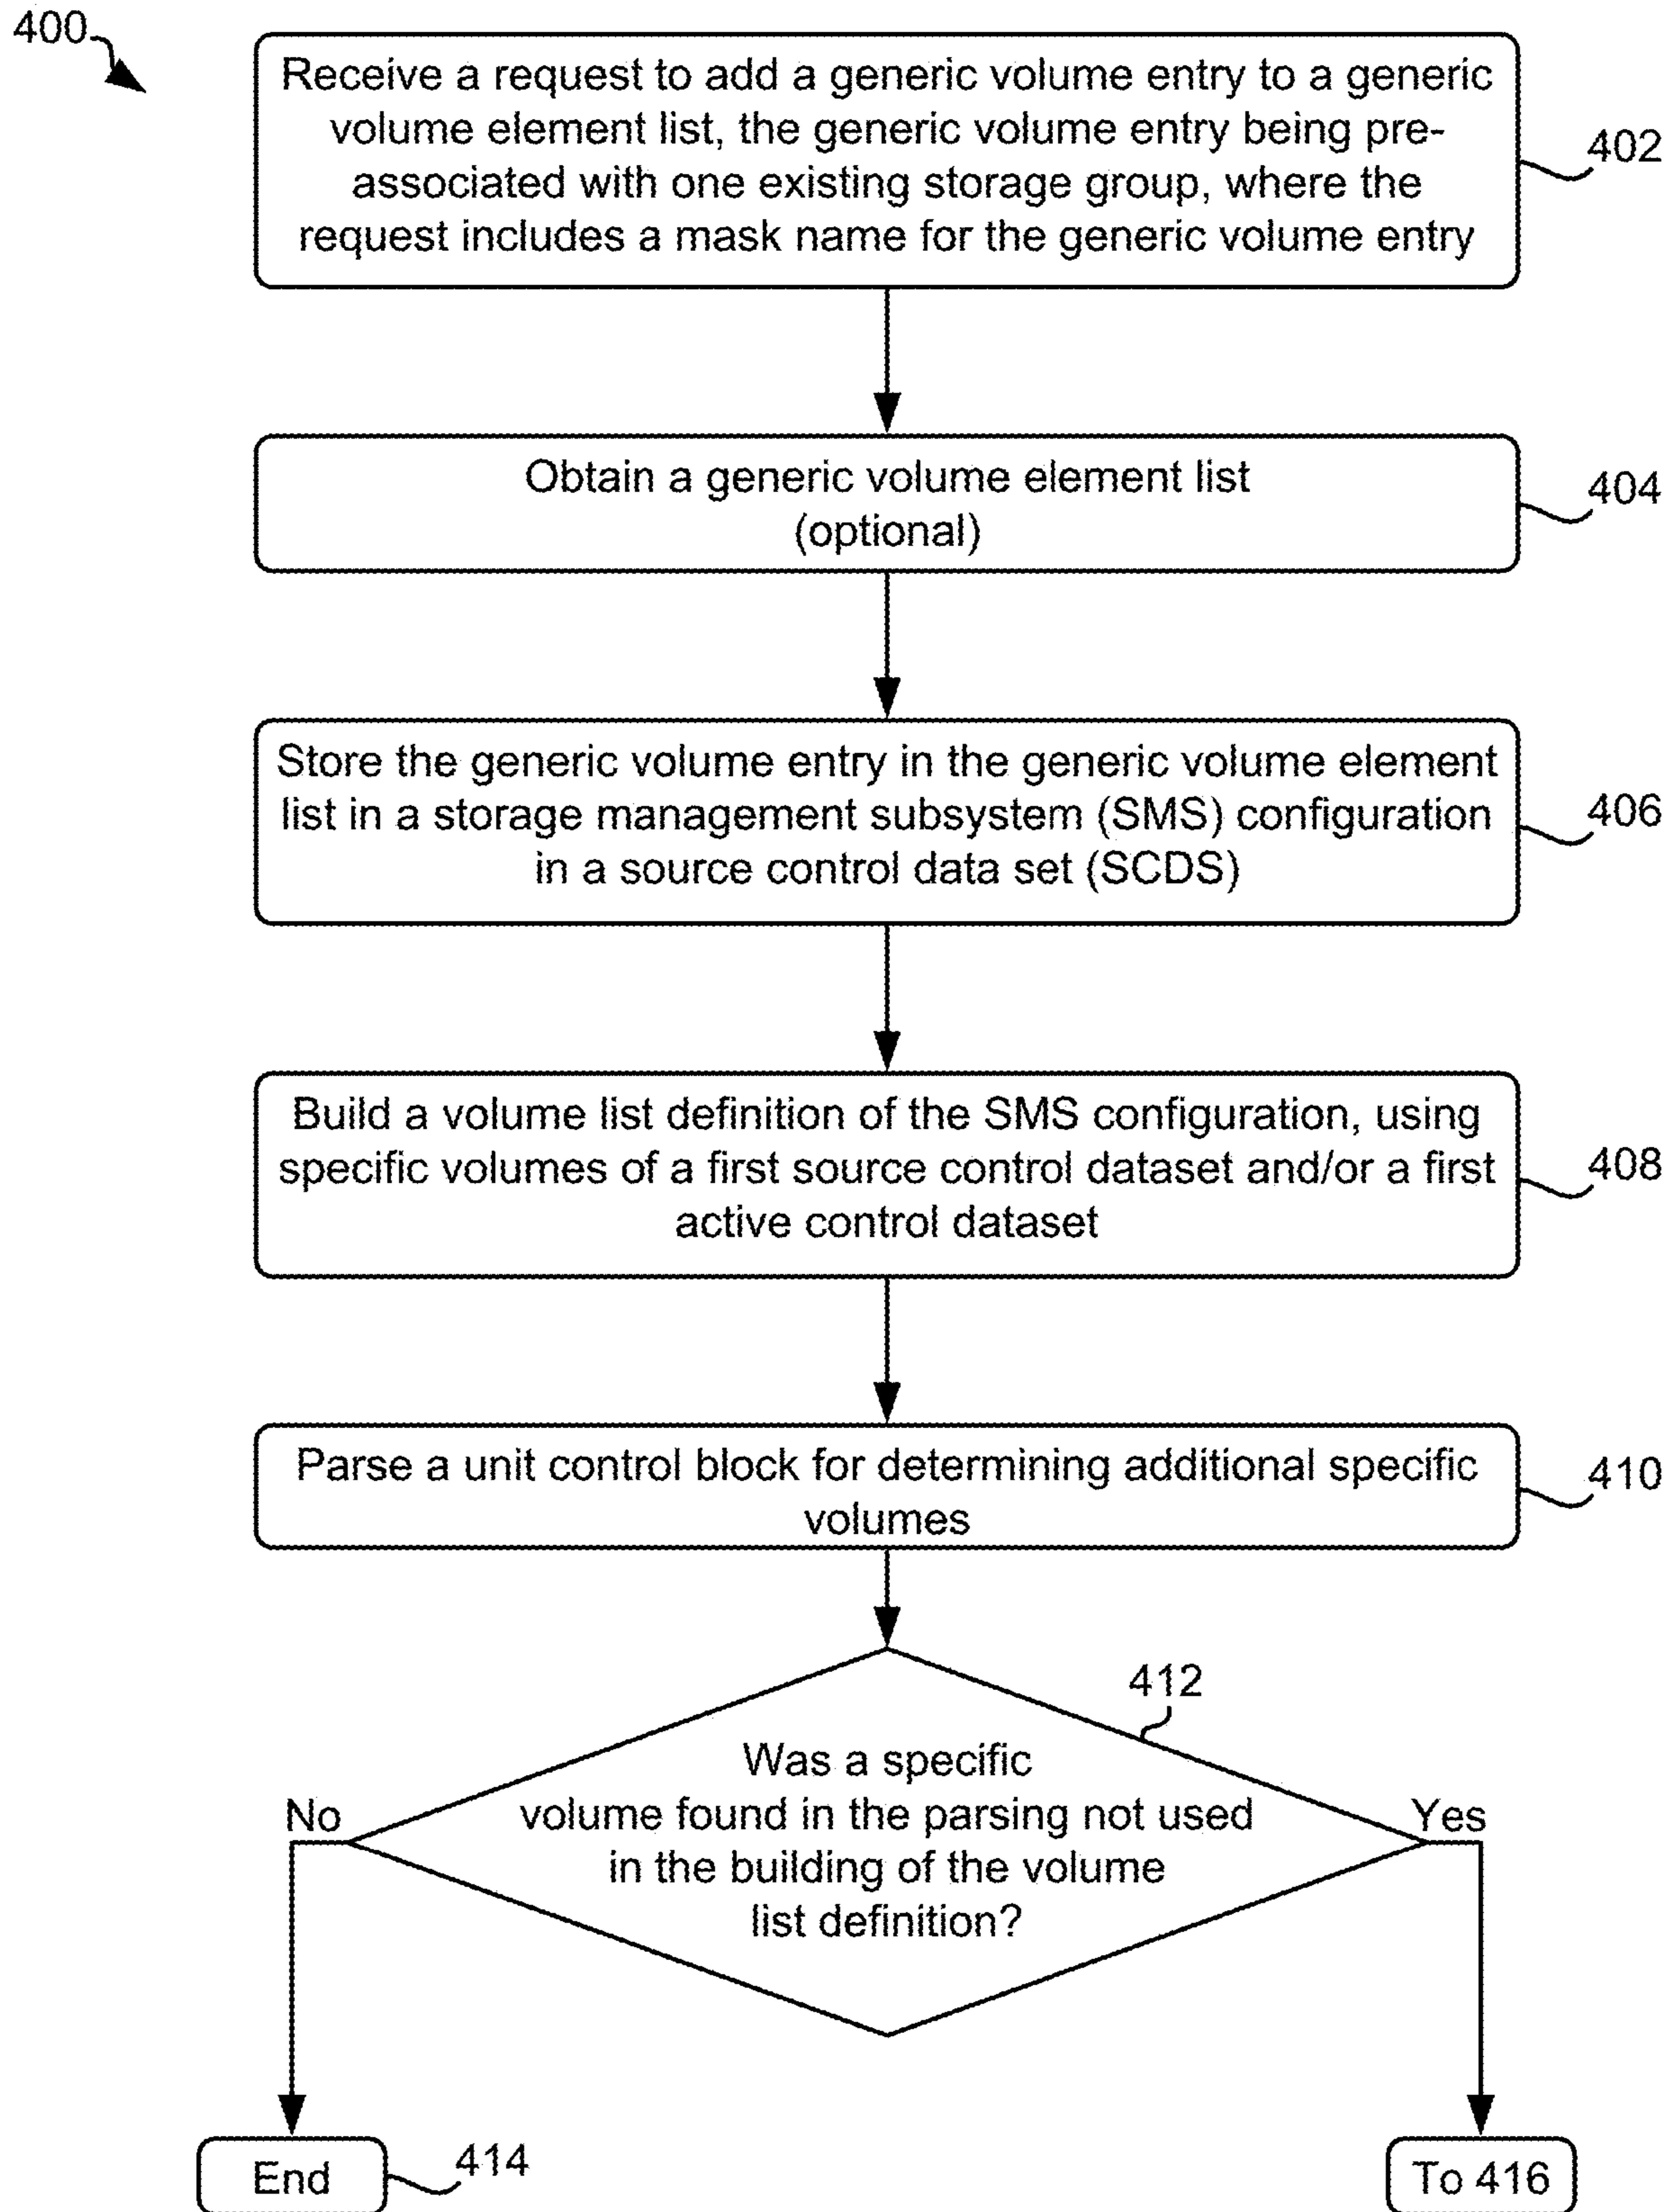 400
Receive a request to add a generic volume entry to a generic
volume element list, the generic volume entry being pre-
associated with one existing storage group, where the
request includes a mask name for the generic volume entry
402
Obtain a generic volume element list
(optional)
404
Store the generic volume entry in the generic volume element
list in a storage management subsystem (SMS) configuration
in a source control data set (SCDS)
406
Build a volume list definition of the SMS configuration, using
specific volumes of a first source control dataset and/or a first
active control dataset
408
Parse a unit control block for determining additional specific
volumes
410
412
Was a specific
volume found in the parsing not used
in the building of the volume
list definition?
No
Yes
End
414
To 416